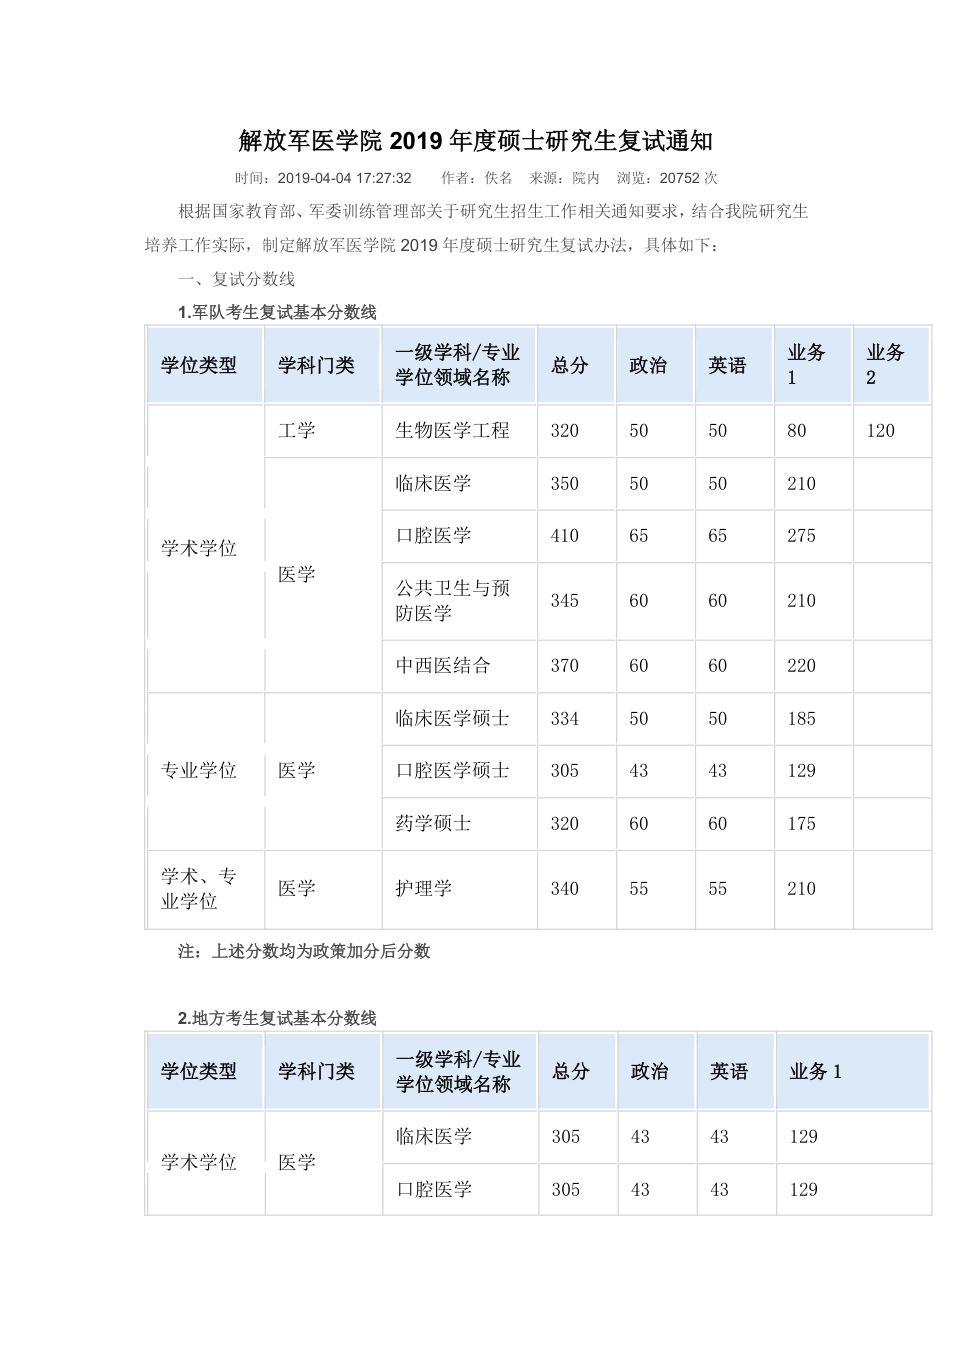 解放军医学院 2019 年度硕士研究生复试通知
时间：2019-04-04 17:27:32 作者：佚名 来源：院内 浏览：20752 次
根据国家教育部、军委训练管理部关于研究生招生工作相关通知要求，结合我院研究生
培养工作实际，制定解放军医学院 2019 年度硕士研究生复试办法，具体如下：
一、复试分数线
1.军队考生复试基本分数线
学位类型 学科门类 一级学科/专业学位领域名称 总分 政治 英语 业务1 业务2
工学 生物医学工程 320 50 50 80 120
临床医学 350 50 50 210
口腔医学 410 65 65 275
学术学位
医学
公共卫生与预防医学 345 60 60 210
中西医结合 370 60 60 220
临床医学硕士 334 50 50 185
专业学位 医学 口腔医学硕士 305 43 43 129
药学硕士 320 60 60 175
学术、专业学位 医学 护理学 340 55 55 210
注：上述分数均为政策加分后分数
2.地方考生复试基本分数线
学位类型 学科门类 一级学科/专业学位领域名称 总分 政治 英语 业务 1
学术学位 医学 临床医学 305 43 43 129
口腔医学 305 43 43 129